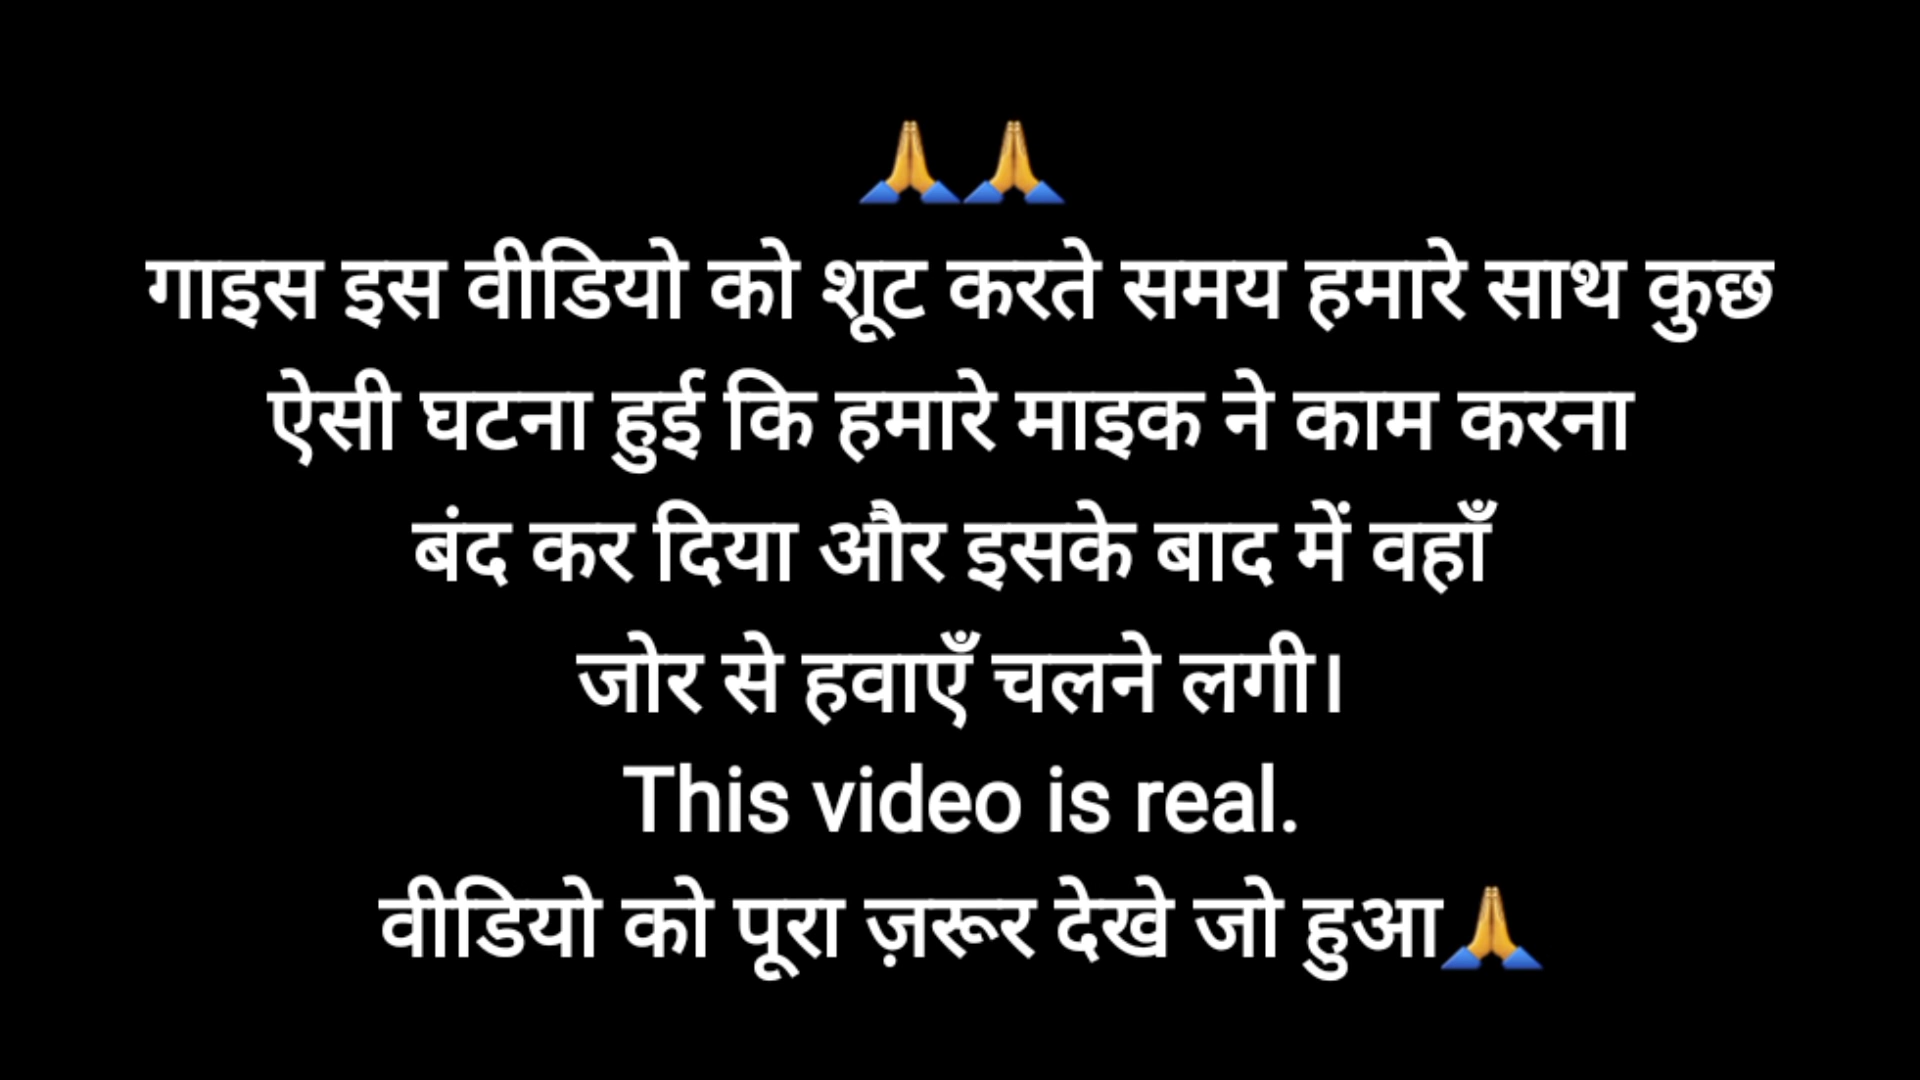 🙏🙏
गाइस इस वीडियो को शूट करते समय हमारे साथ कुछ
ऐसी घटना हुई कि हमारे माइक ने काम करना
बंद कर दिया और इसके बाद में वहाँ
जोर से हवाएँ चलने लगी।
This video is real.
वीडियो को पूरा ज़रूर देखे जो हुआ🙏